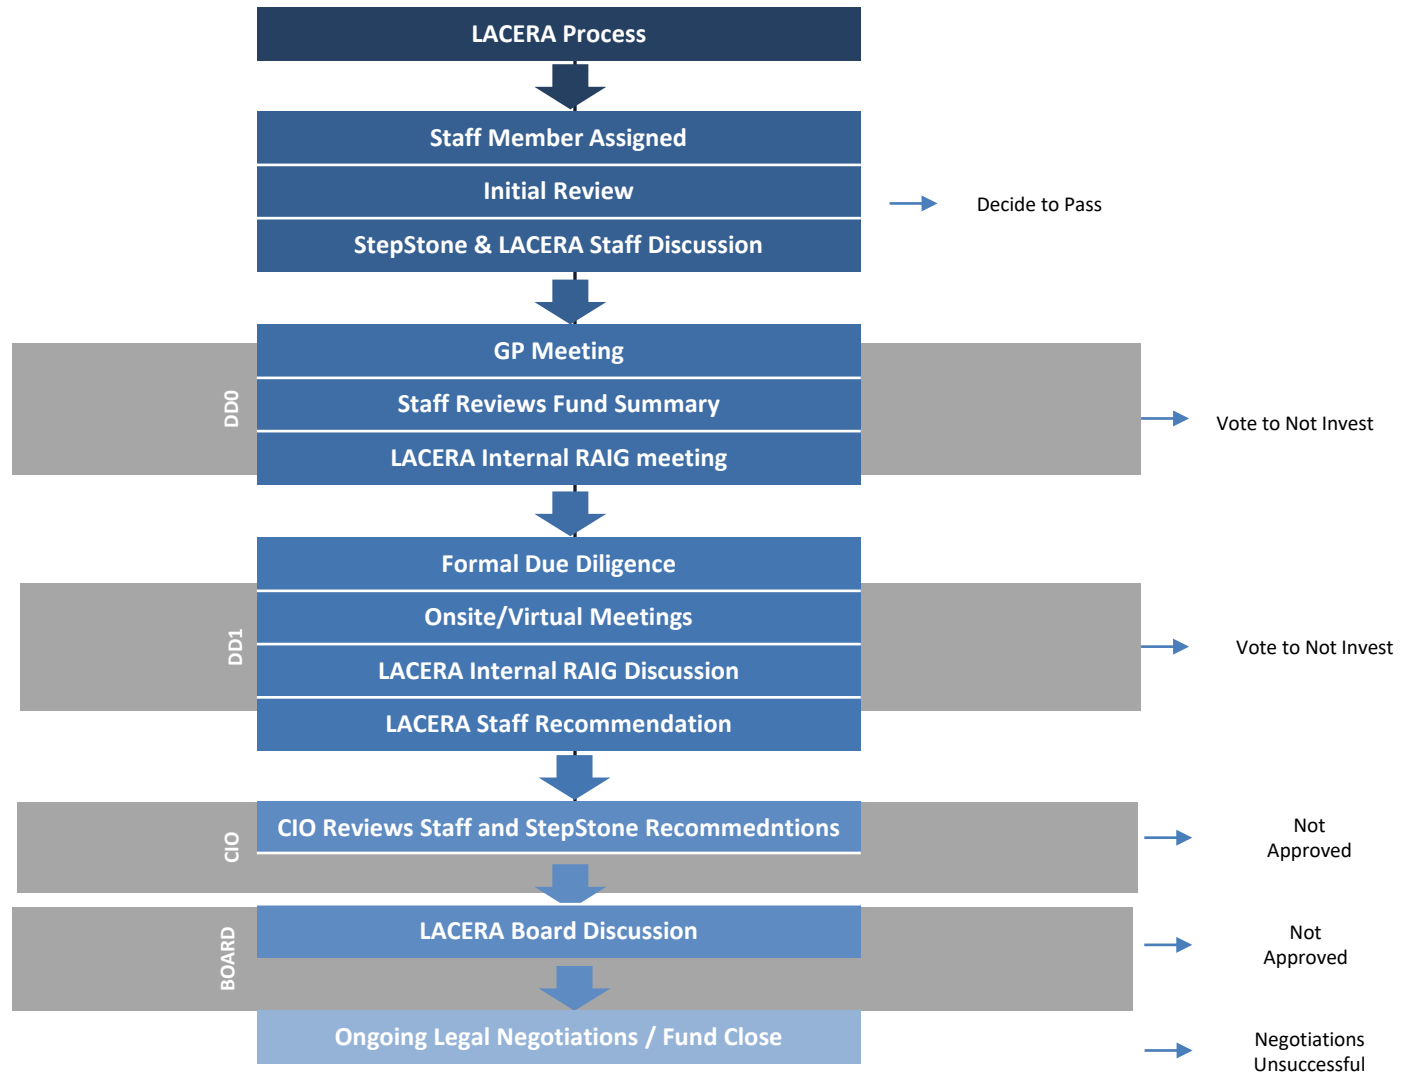 LACERA Process
Staff Member Assigned
Initial Review
Decide to Pass
StepStone & LACERA Staff Discussion
DD0
GP Meeting
Staff Reviews Fund Summary
Vote to Not Invest
LACERA Internal RAIG meeting
DD1
Formal Due Diligence
Onsite/Virtual Meetings
Vote to Not Invest
LACERA Internal RAIG Discussion
LACERA Staff Recommendation
CIO
CIO Reviews Staff and StepStone Recommedntions
Not
Approved
BOARD
LACERA Board Discussion
Not
Approved
Ongoing Legal Negotiations / Fund Close
Negotiations
Unsuccessful